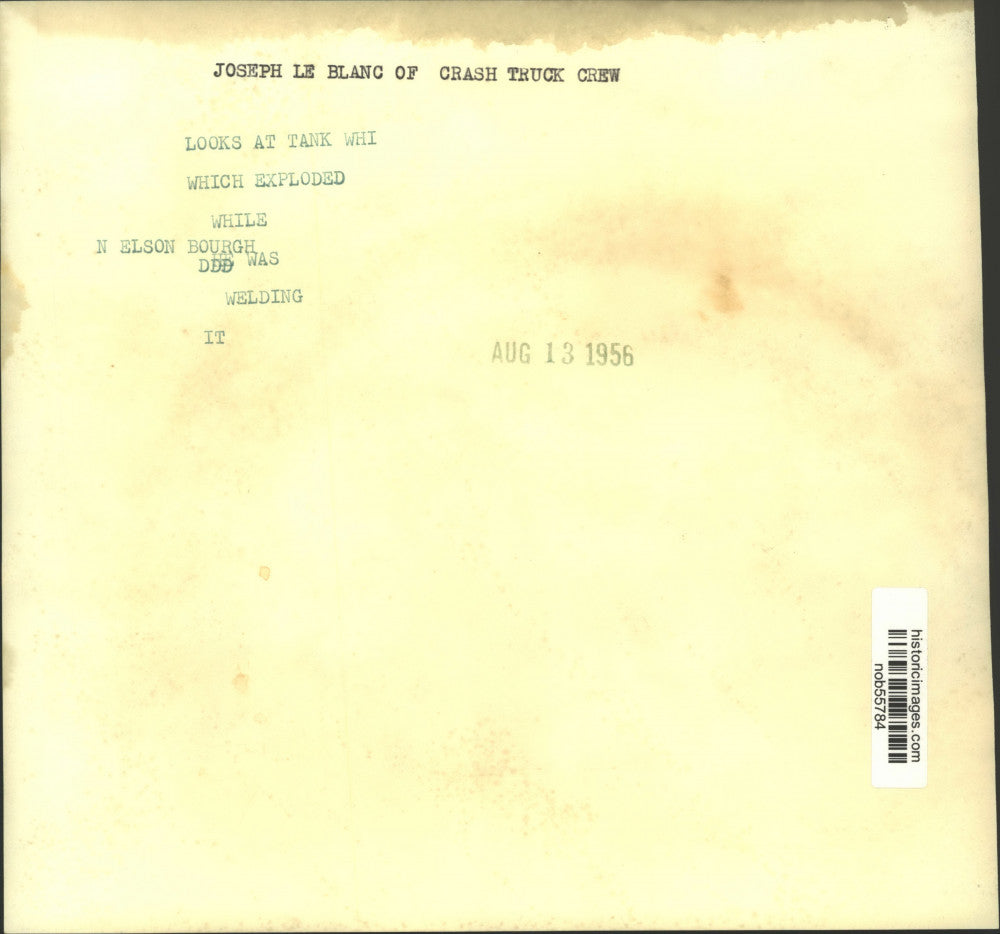 JOSEPH LE BLANC OF CRASH TRUCK CREW
LOOKS AT TANK WHI
WHICH EXPLODED
WHILE
N ELSON BOURGH
DDD HE WAS
WELDING
IT
AUG 13 1956
historicimages.com
nob55784